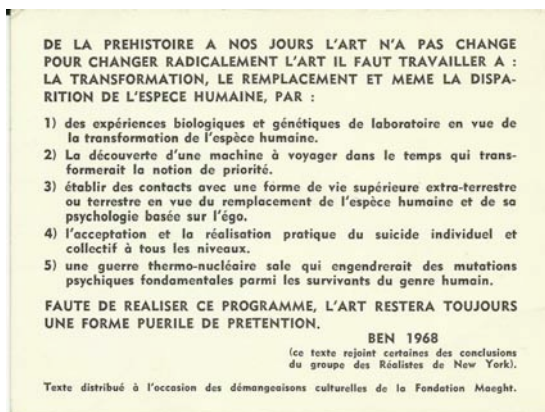 DE LA PREHISTOIRE A NOS JOURS L'ART N'A PAS CHANGE
POUR CHANGER RADICALEMENT L'ART IL FAUT TRAVAILLER A :
LA TRANSFORMATION, LE REMPLACEMENT ET MEME LA DISPA-
RITION DE L'ESPECE HUMAINE, PAR :
1) des expériences biologiques et génétiques de laboratoire en vue de
la transformation de l'espèce humaine.
2) La découverte d'une machine à voyager dans le temps qui trans-
formerait la notion de priorité.
3) établir des contacts avec une forme de vie supérieure extra-terrestre
ou terrestre en vue du remplacement de l'espèce humaine et de sa
psychologie basée sur l'égo.
4) l'acceptation et la réalisation pratique du suicide individuel et
collectif à tous les niveaux.
5) une guerre thermo-nucléaire sale qui engendrerait des mutations
psychiques fondamentales parmi les survivants du genre humain.
FAUTE DE REALISER CE PROGRAMME, L'ART RESTERA TOUJOURS
UNE FORME PUERILE DE PRETENTION.
BEN 1968
(ce texte rejoint certaines des conclusions
du groupe des Réalistes de New York).
Texte distribué à l'occasion des démangeaisons culturelles de la Fondation Maeght.